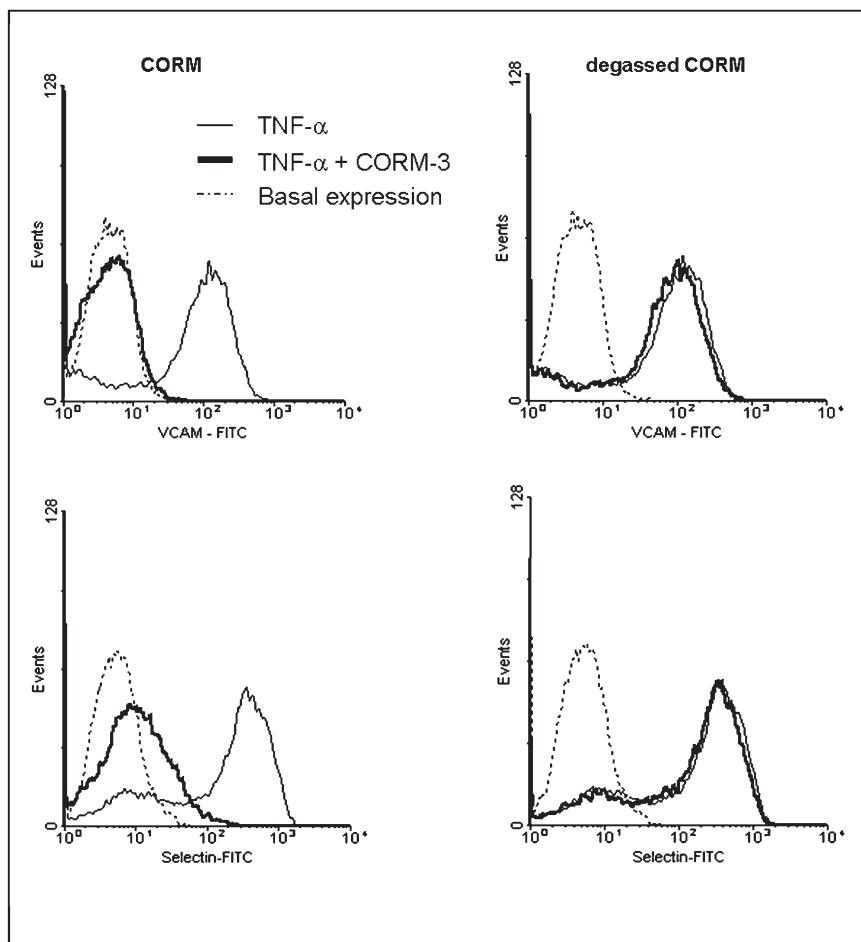 CORM
degassed CORM
TNF-α
TNF-α + CORM-3
Basal expression
128
Events
0
10⁰ 10¹ 10² 10³ 10⁴
VCAM - FITC
128
Events
0
10⁰ 10¹ 10² 10³ 10⁴
VCAM - FITC
128
Events
0
10⁰ 10¹ 10² 10³ 10⁴
Selectin-FITC
128
Events
0
10⁰ 10¹ 10² 10³ 10⁴
Selectin-FITC